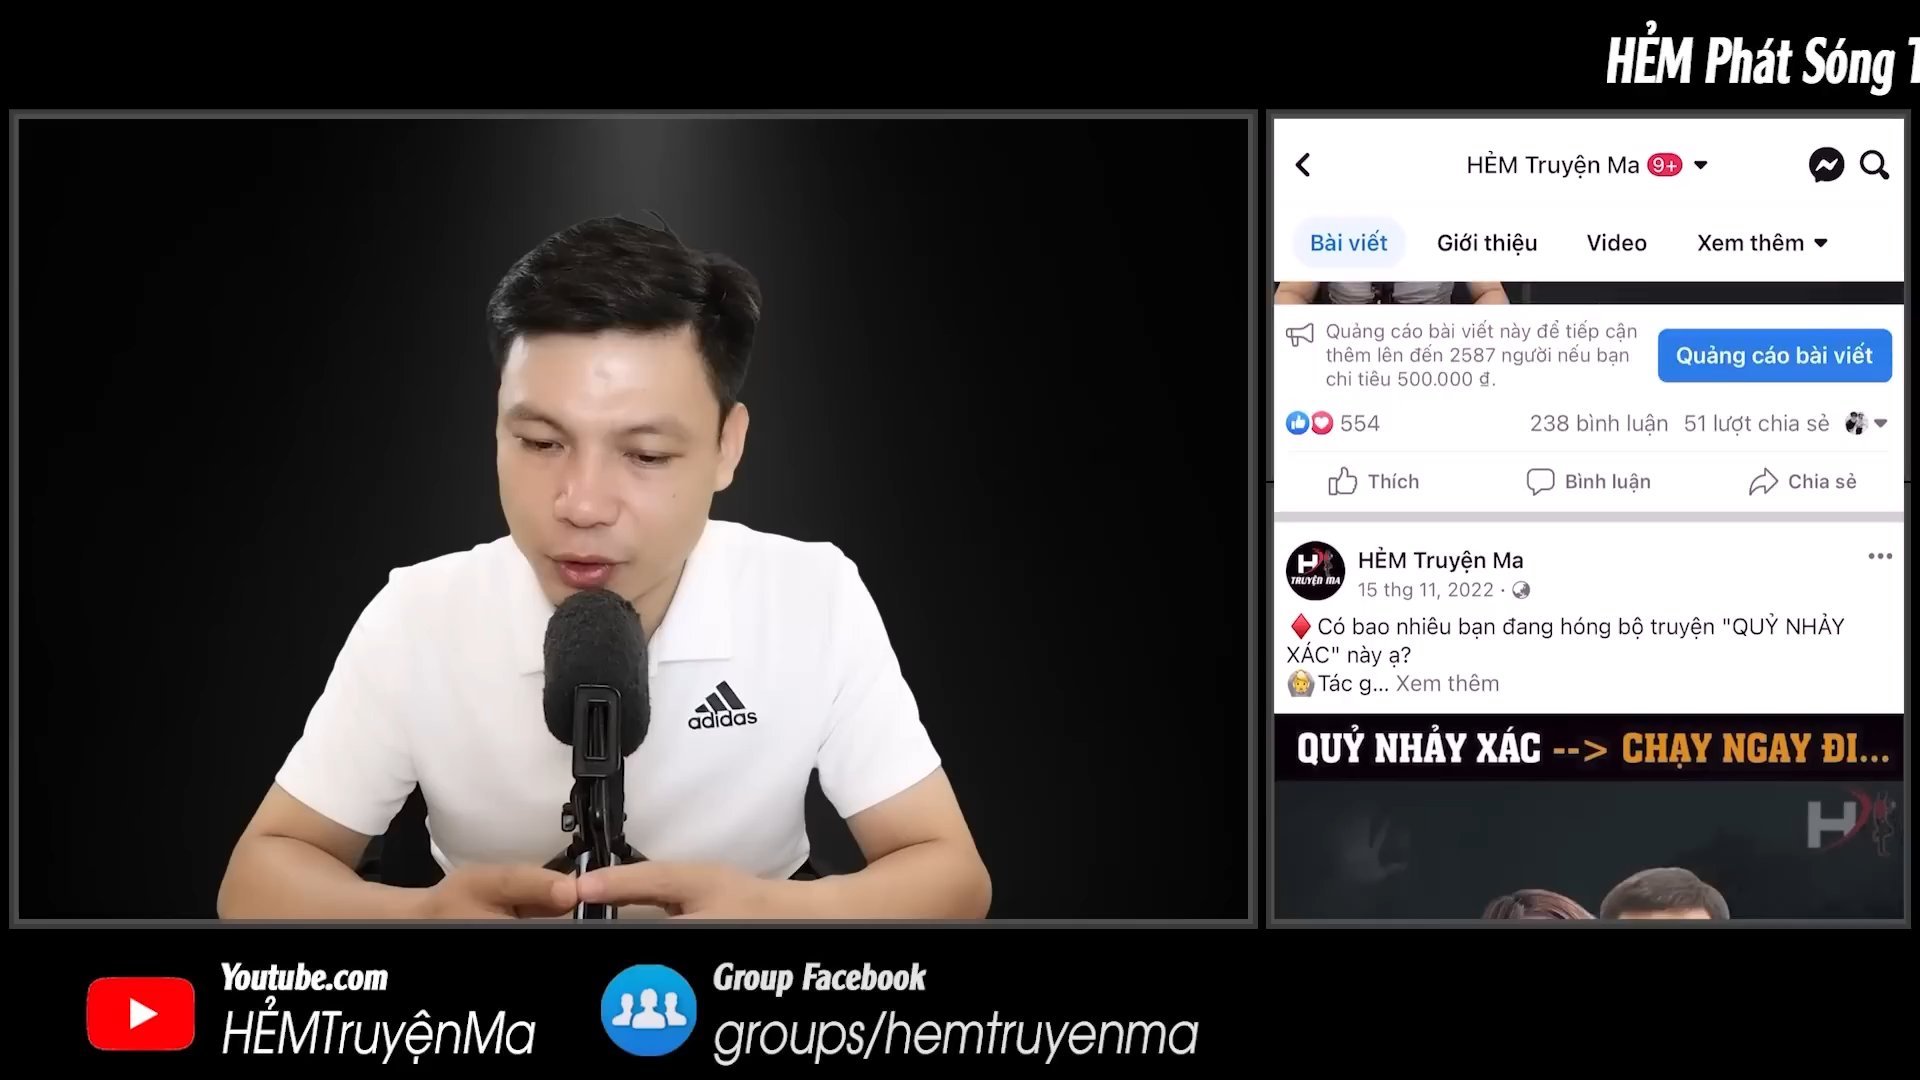 HẺM Phát Sóng T
HẺM Truyện Ma 9+
Bài viết Giới thiệu Video Xem thêm
Quảng cáo bài viết này để tiếp cận
thêm lên đến 2587 người nếu bạn
chi tiêu 500.000 ₫.
Quảng cáo bài viết
554 238 bình luận 51 lượt chia sẻ
Thích Bình luận Chia sẻ
H TRUYỆN MA
HẺM Truyện Ma
15 thg 11, 2022 ·
Có bao nhiêu bạn đang hóng bộ truyện "QUỶ NHẢY
XÁC" này ạ?
Tác g... Xem thêm
QUỶ NHẢY XÁC --> CHẠY NGAY ĐI...
H
adidas
Youtube.com
HẺMTruyệnMa
Group Facebook
groups/hemtruyenma